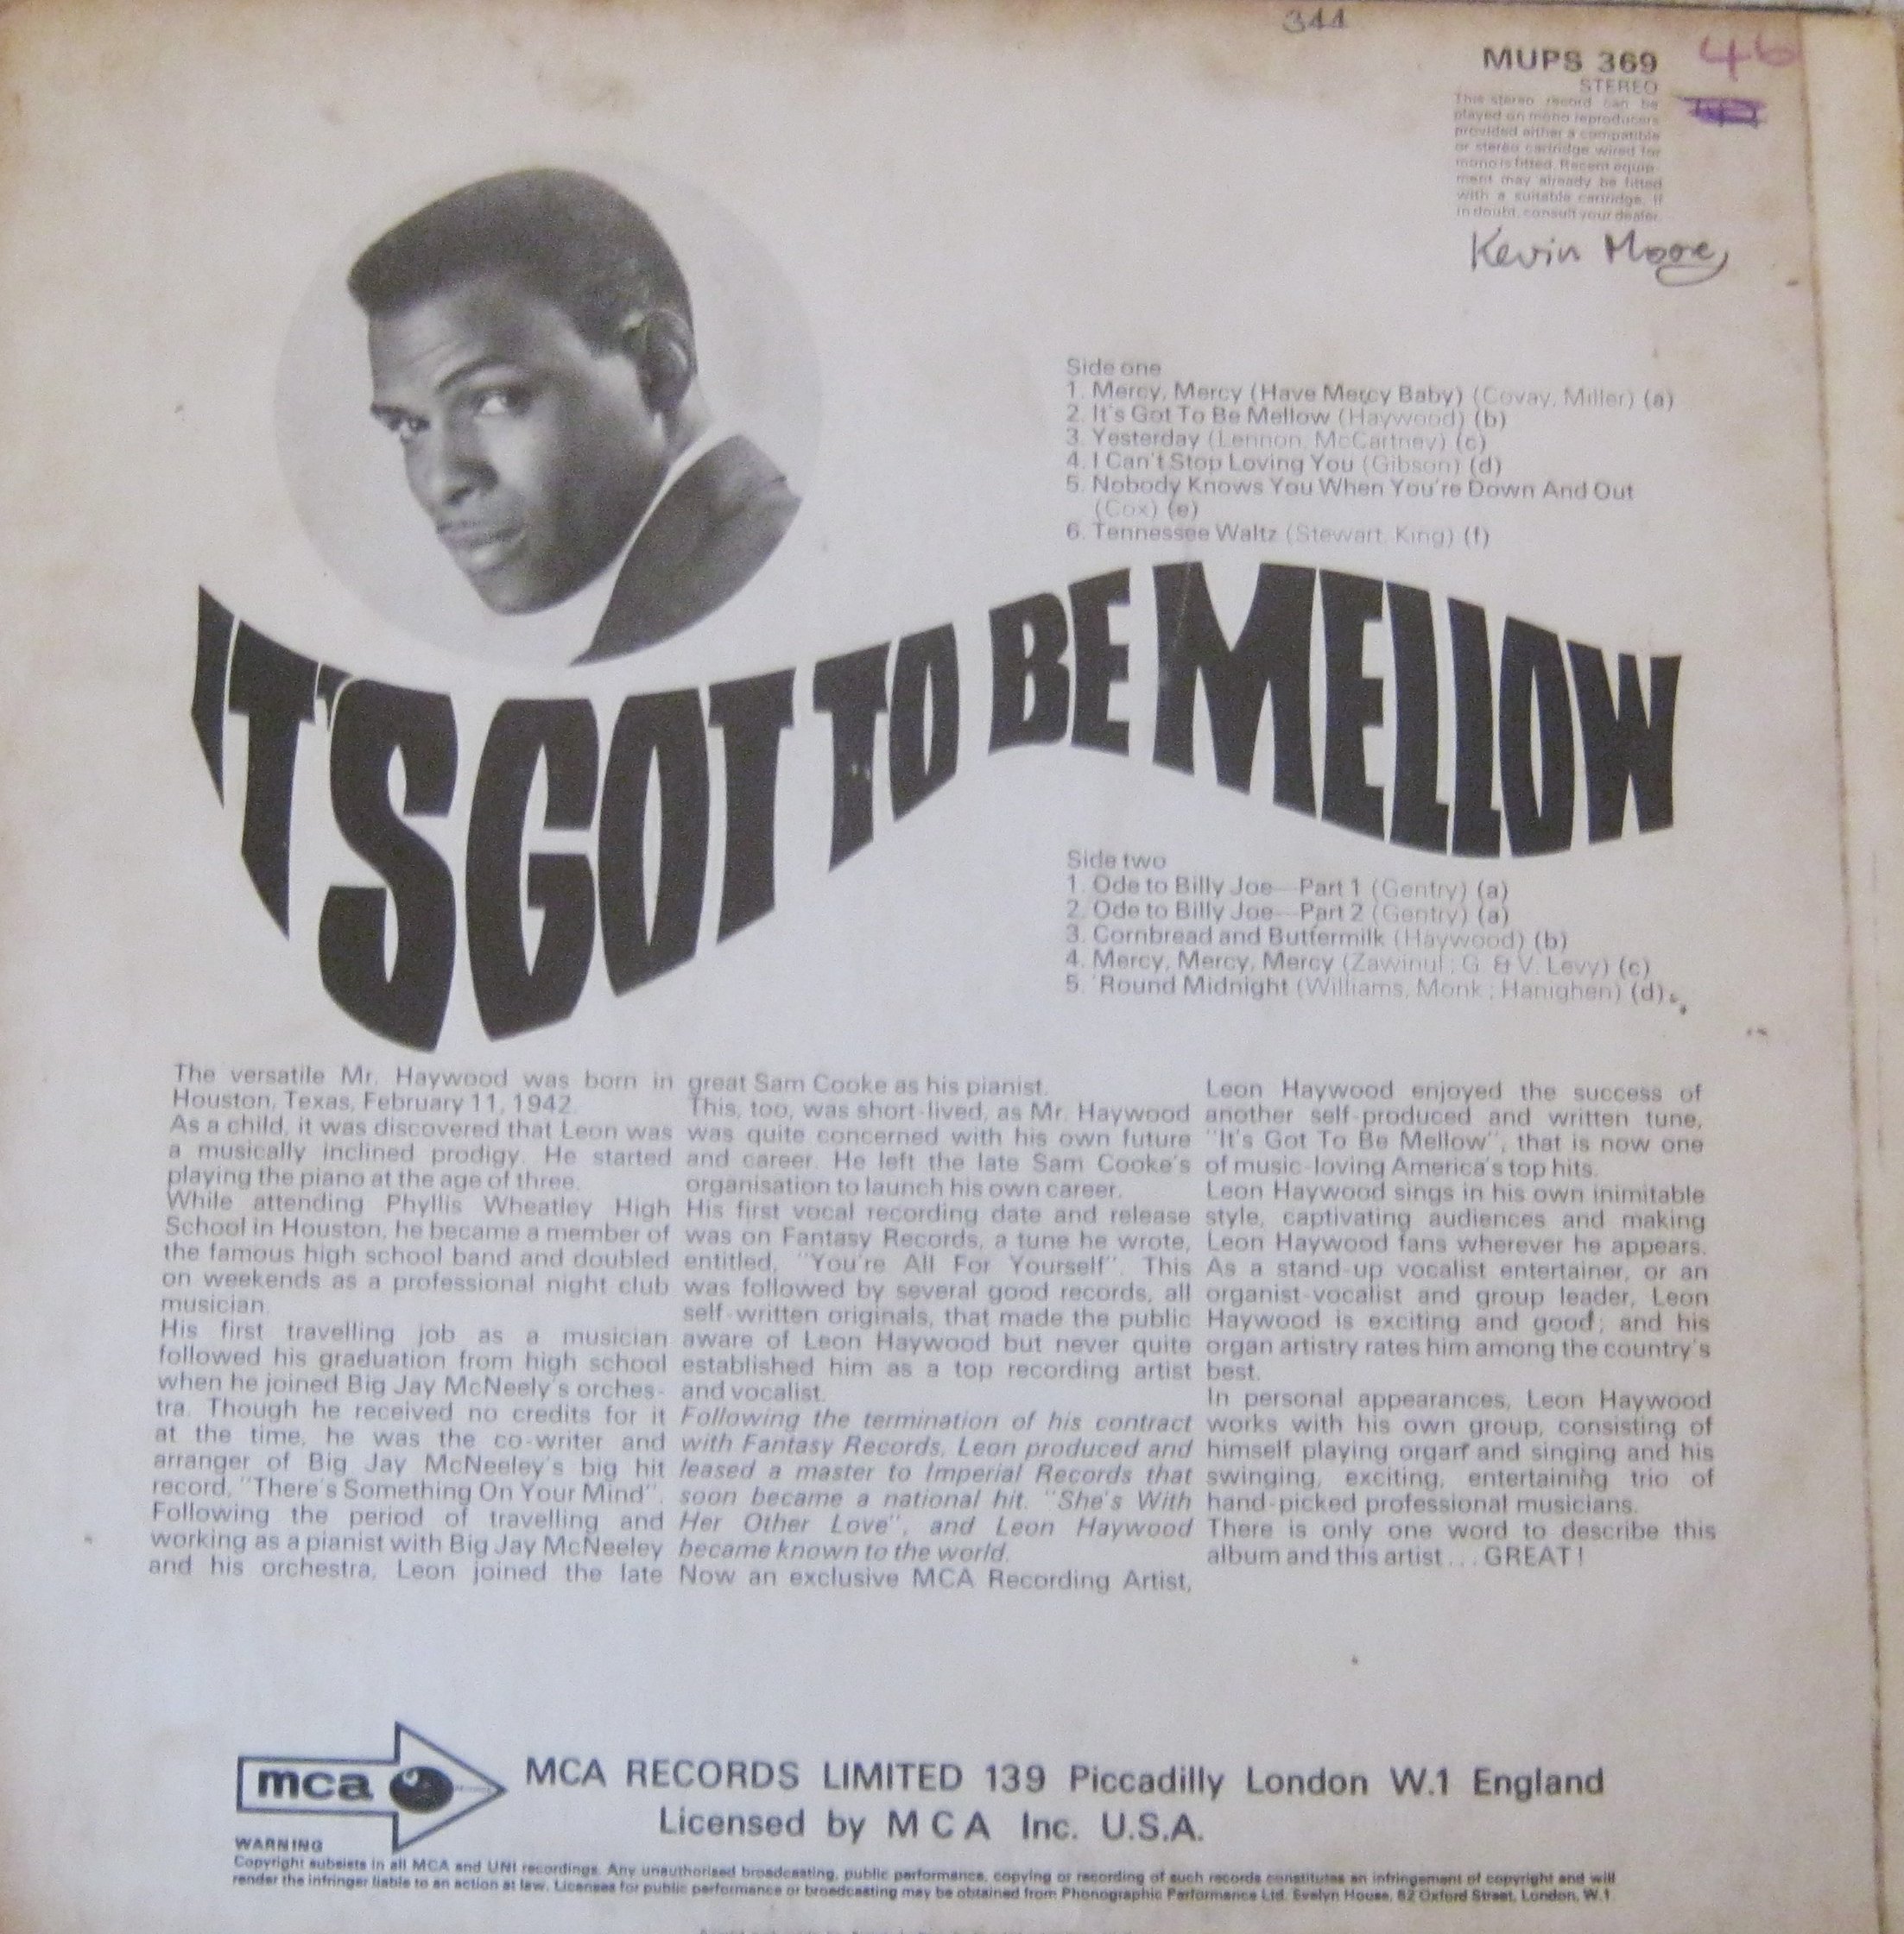 344
MUPS 369
46
STEREO
This stereo record can be
played on mono reproducers
provided either a compatible
or stereo cartridge wired for
mono is fitted. Recent equip-
ment may already be fitted
with a suitable cartridge. If
in doubt, consult your dealer.
Kevin Moore
Side one
1. Mercy, Mercy (Have Mercy Baby) (Covay, Miller) (a)
2. It's Got To Be Mellow (Haywood) (b)
3. Yesterday (Lennon, McCartney) (c)
4. I Can't Stop Loving You (Gibson) (d)
5. Nobody Knows You When You're Down And Out
(Cox) (e)
6. Tennessee Waltz (Stewart, King) (f)
IT'S GOT TO BE MELLOW
Side two
1. Ode to Billy Joe—Part 1 (Gentry) (a)
2. Ode to Billy Joe—Part 2 (Gentry) (a)
3. Cornbread and Buttermilk (Haywood) (b)
4. Mercy, Mercy, Mercy (Zawinul; G. & V. Levy) (c)
5. 'Round Midnight (Williams, Monk; Hanighen) (d)
The versatile Mr. Haywood was born in
Houston, Texas, February 11, 1942.
As a child, it was discovered that Leon was
a musically inclined prodigy. He started
playing the piano at the age of three.
While attending Phyllis Wheatley High
School in Houston, he became a member of
the famous high school band and doubled
on weekends as a professional night club
musician.
His first travelling job as a musician
followed his graduation from high school
when he joined Big Jay McNeely's orches-
tra. Though he received no credits for it
at the time, he was the co-writer and
arranger of Big Jay McNeeley's big hit
record, "There's Something On Your Mind".
Following the period of travelling and
working as a pianist with Big Jay McNeeley
and his orchestra, Leon joined the late
great Sam Cooke as his pianist.
This, too, was short-lived, as Mr. Haywood
was quite concerned with his own future
and career. He left the late Sam Cooke's
organisation to launch his own career.
His first vocal recording date and release
was on Fantasy Records, a tune he wrote,
entitled, "You're All For Yourself". This
was followed by several good records, all
self-written originals, that made the public
aware of Leon Haywood but never quite
established him as a top recording artist
and vocalist.
Following the termination of his contract
with Fantasy Records, Leon produced and
leased a master to Imperial Records that
soon became a national hit. "She's With
Her Other Love", and Leon Haywood
became known to the world.
Now an exclusive MCA Recording Artist,
Leon Haywood enjoyed the success of
another self-produced and written tune,
"It's Got To Be Mellow", that is now one
of music-loving America's top hits.
Leon Haywood sings in his own inimitable
style, captivating audiences and making
Leon Haywood fans wherever he appears.
As a stand-up vocalist entertainer, or an
organist-vocalist and group leader, Leon
Haywood is exciting and good; and his
organ artistry rates him among the country's
best.
In personal appearances, Leon Haywood
works with his own group, consisting of
himself playing organ and singing and his
swinging, exciting, entertaining trio of
hand-picked professional musicians.
There is only one word to describe this
album and this artist . . . GREAT!
mca
MCA RECORDS LIMITED 139 Piccadilly London W.1 England
Licensed by M C A Inc. U.S.A.
WARNING
Copyright subsists in all MCA and UNI recordings. Any unauthorised broadcasting, public performance, copying or recording of such records constitutes an infringement of copyright and will
render the infringer liable to an action at law. Licenses for public performance or broadcasting may be obtained from Phonographic Performance Ltd. Evelyn House, 62 Oxford Street, London, W.1